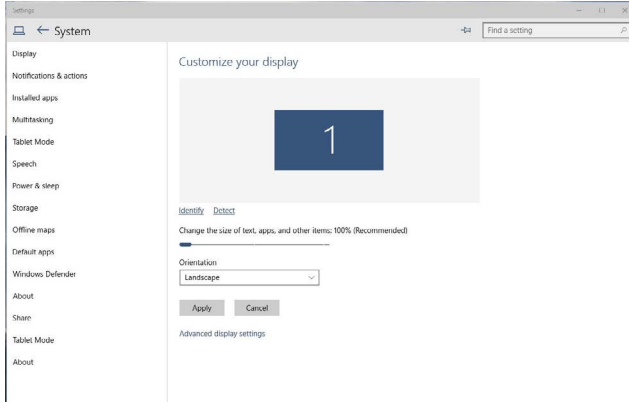 Settings
System
Find a setting
Display
Notifications & actions
Installed apps
Multitasking
Tablet Mode
Speech
Power & sleep
Storage
Offline maps
Default apps
Windows Defender
About
Share
Tablet Mode
About
Customize your display
1
Identify Detect
Change the size of text, apps, and other items: 100% (Recommended)
Orientation
Landscape
Apply Cancel
Advanced display settings